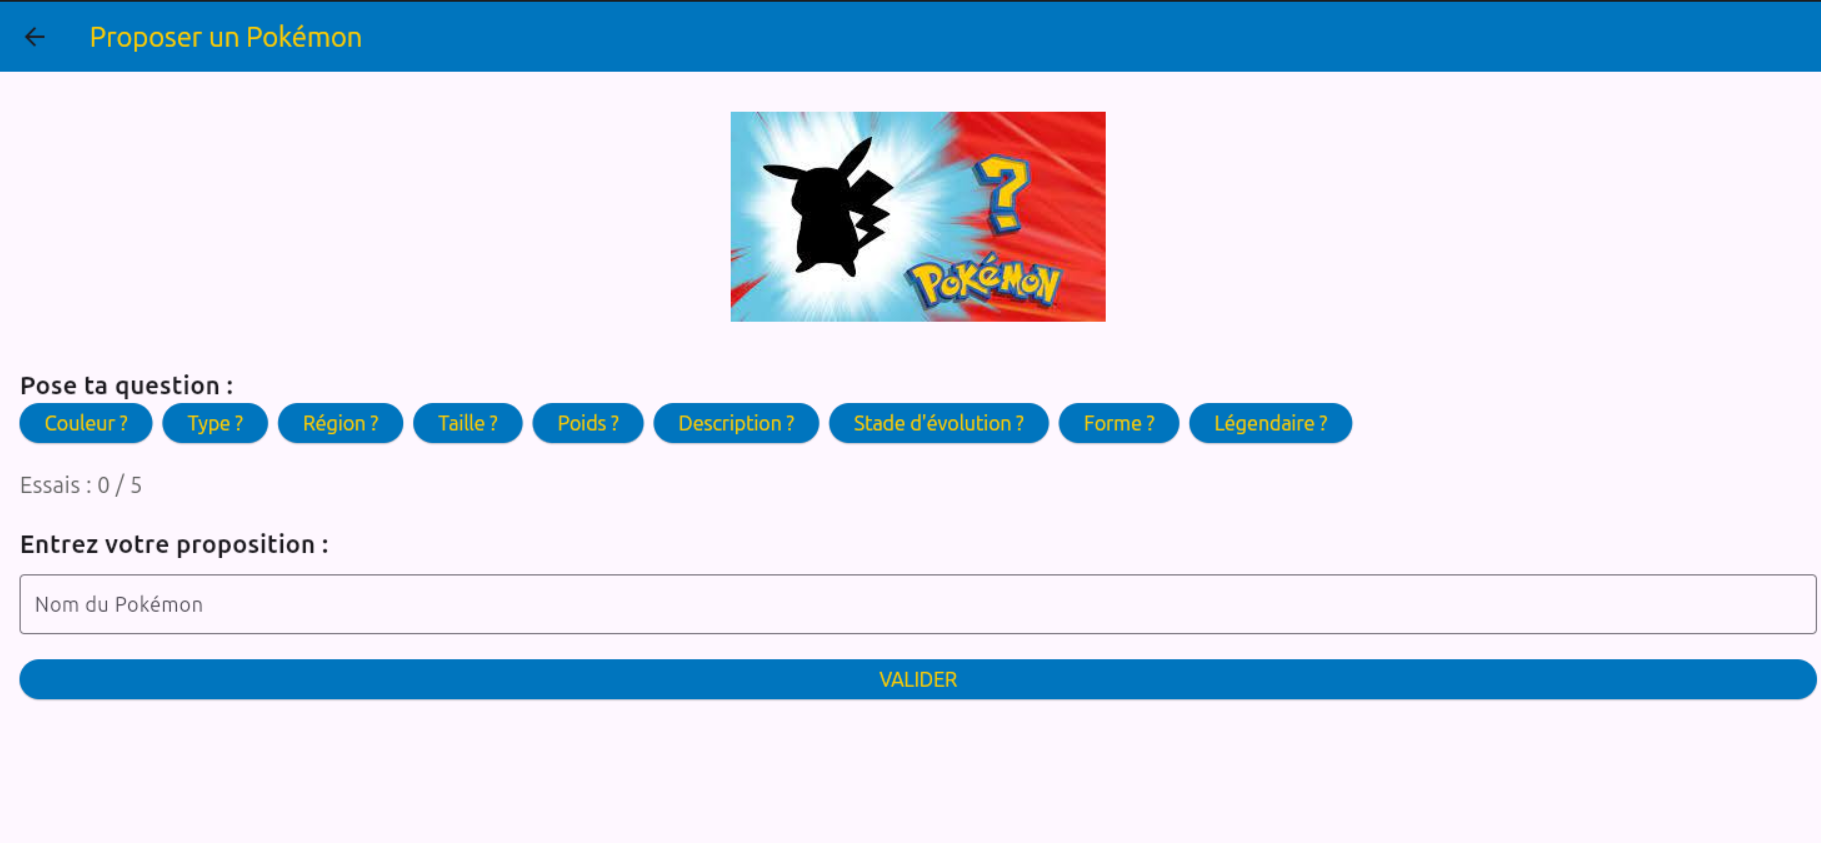 Proposer un Pokémon
?
POKéMON
Pose ta question :
Couleur ? Type ? Région ? Taille ? Poids ? Description ? Stade d'évolution ? Forme ? Légendaire ?
Essais : 0 / 5
Entrez votre proposition :
Nom du Pokémon
VALIDER